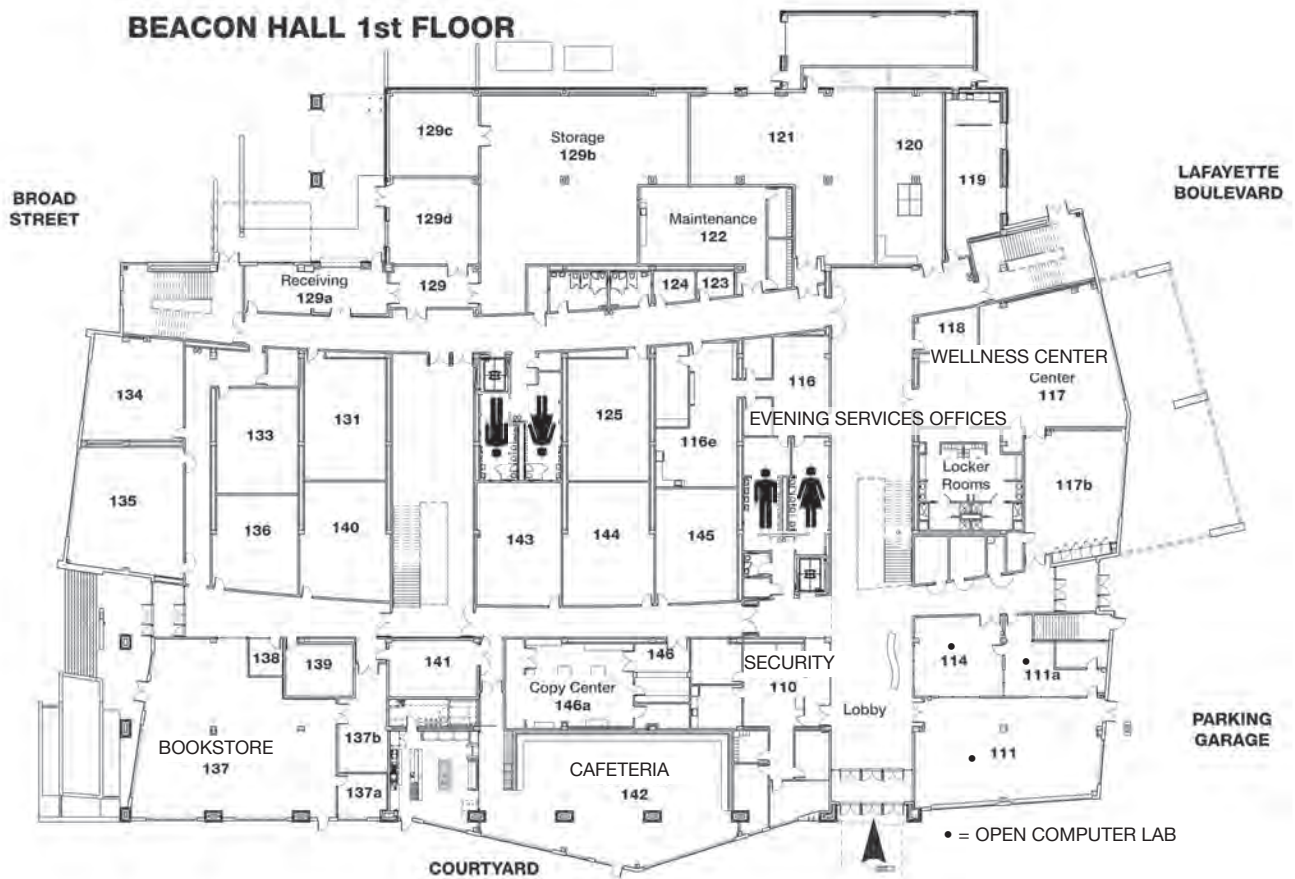 BEACON HALL 1st FLOOR
129c
Storage
129b
121
120
119
LAFAYETTE
BOULEVARD
BROAD
STREET
129d
Maintenance
122
Receiving
129a
129
124
123
118
WELLNESS CENTER
Center
117
134
133
131
125
116
116e
EVENING SERVICES OFFICES
Locker
Rooms
117b
135
136
140
143
144
145
138
139
141
146
SECURITY
110
114
111a
Copy Center
146a
Lobby
BOOKSTORE
137
137b
137a
CAFETERIA
142
111
PARKING
GARAGE
• = OPEN COMPUTER LAB
COURTYARD